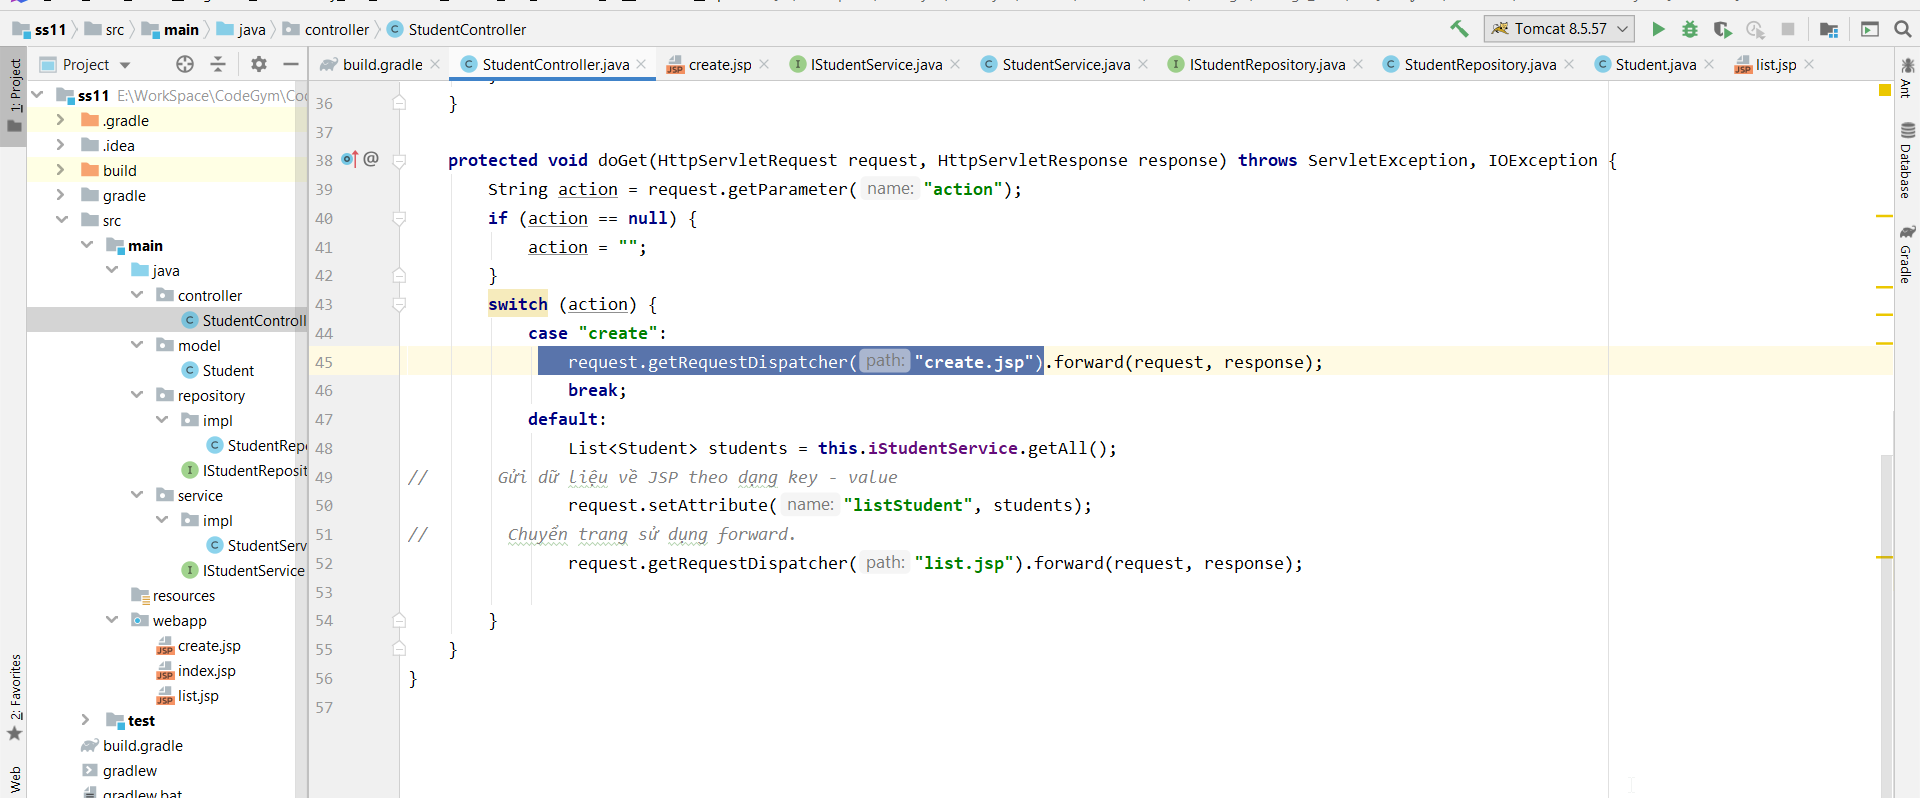 ss11 src main java controller StudentController Tomcat 8.5.57
Project build.gradle StudentController.java create.jsp IStudentService.java StudentService.java IStudentRepository.java StudentRepository.java Student.java list.jsp
1: Project
2: Favorites
Web
ss11 E:\WorkSpace\CodeGym\Co
.gradle
.idea
build
gradle
src
main
java
controller
StudentControll
model
Student
repository
impl
StudentRep
IStudentReposit
service
impl
StudentServ
IStudentService
resources
webapp
create.jsp
index.jsp
list.jsp
test
build.gradle
gradlew
gradlew.bat
36 }
37
38 @ protected void doGet(HttpServletRequest request, HttpServletResponse response) throws ServletException, IOException {
39 String action = request.getParameter( name: "action");
40 if (action == null) {
41 action = "";
42 }
43 switch (action) {
44 case "create":
45 request.getRequestDispatcher( path: "create.jsp").forward(request, response);
46 break;
47 default:
48 List<Student> students = this.iStudentService.getAll();
49 // Gửi dữ liệu về JSP theo dạng key - value
50 request.setAttribute( name: "listStudent", students);
51 // Chuyển trang sử dụng forward.
52 request.getRequestDispatcher( path: "list.jsp").forward(request, response);
53
54 }
55 }
56 }
57
Ant
Database
Gradle